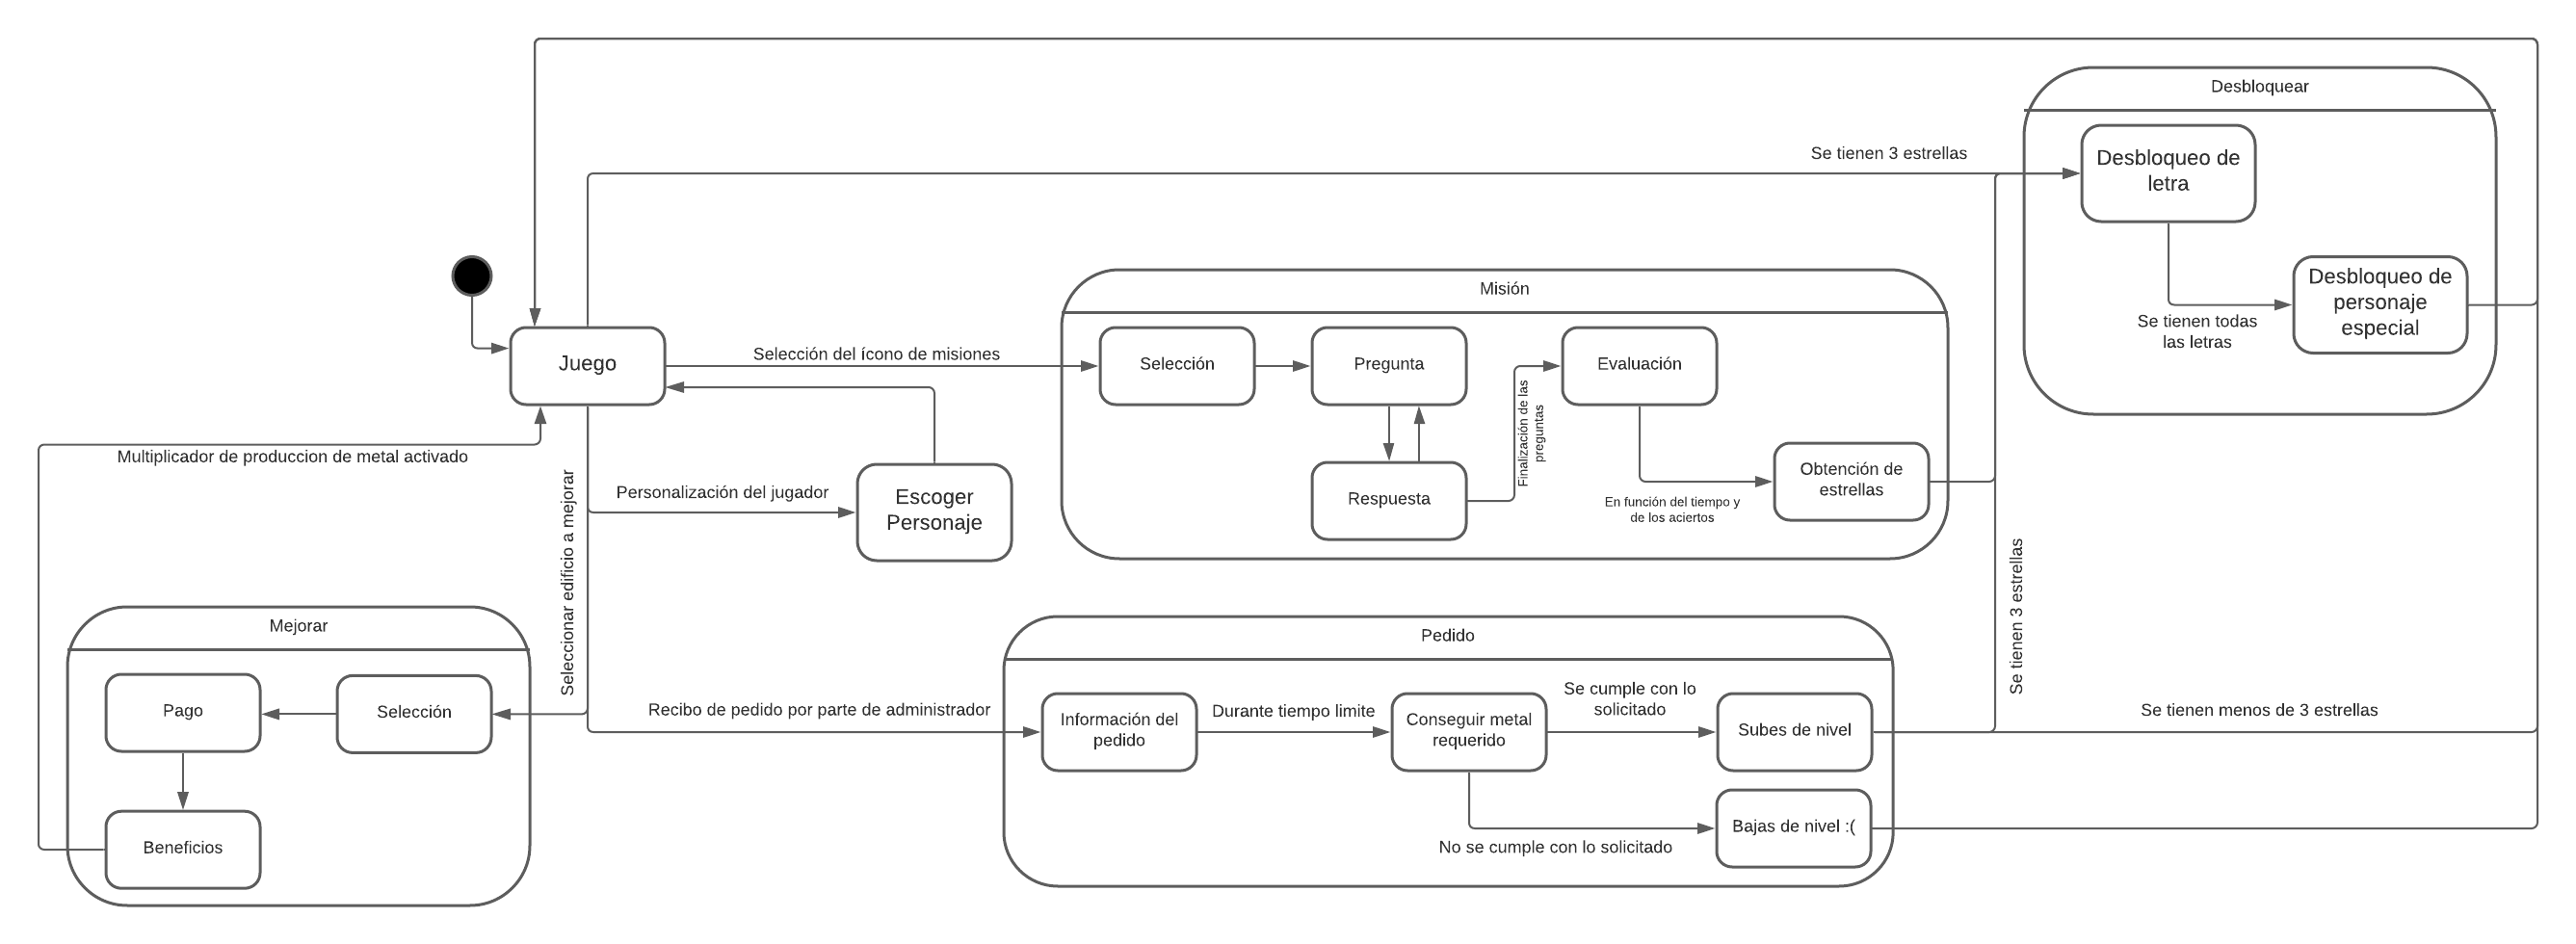 Desbloquear
Se tienen 3 estrellas
Desbloqueo de
letra
Desbloqueo de
personaje
especial
Se tienen todas
las letras
Misión
Juego
Selección del ícono de misiones
Selección
Pregunta
Evaluación
Finalización de las
preguntas
Respuesta
Obtención de
estrellas
En función del tiempo y
de los aciertos
Multiplicador de produccion de metal activado
Seleccionar edificio a mejorar
Personalización del jugador
Escoger
Personaje
Se tienen 3 estrellas
Mejorar
Pago
Selección
Beneficios
Recibo de pedido por parte de administrador
Pedido
Información del
pedido
Durante tiempo limite
Conseguir metal
requerido
Se cumple con lo
solicitado
Subes de nivel
Se tienen menos de 3 estrellas
Bajas de nivel :(
No se cumple con lo solicitado